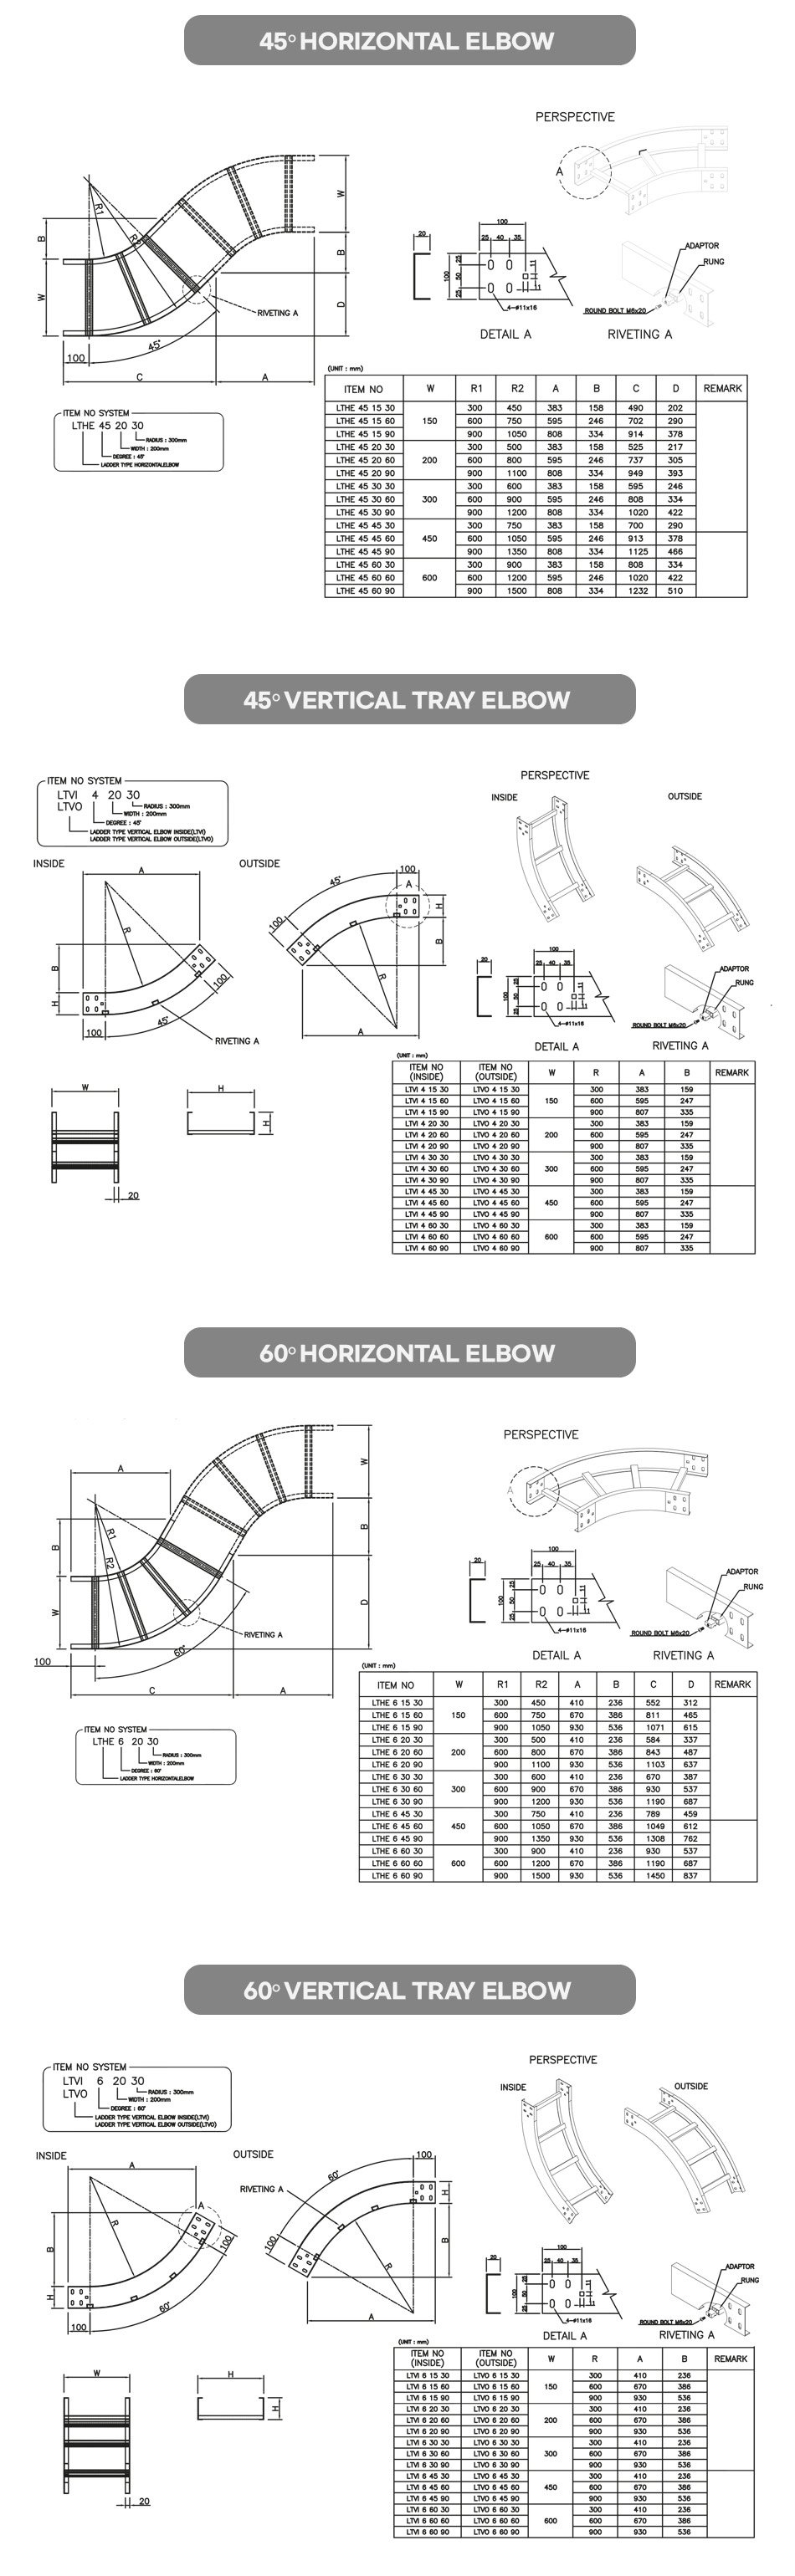 45° HORIZONTAL ELBOW
PERSPECTIVE
A
R1
R2
W
B
D
B
W
RIVETING A
100
45°
C
A
20
100
25 40 35
100
25
50
25
11
11
4-ø11x16
DETAIL A
ADAPTOR
RUNG
ROUND BOLT M6x20
RIVETING A
ITEM NO SYSTEM
LTHE 45 20 30
RADIUS : 300mm
WIDTH : 200mm
DEGREE : 45°
LADDER TYPE HORIZONTALELBOW
(UNIT : mm)
ITEM NO W R1 R2 A B C D REMARK
LTHE 45 15 30 300 450 383 158 490 202
LTHE 45 15 60 150 600 750 595 246 702 290
LTHE 45 15 90 900 1050 808 334 914 378
LTHE 45 20 30 300 500 383 158 525 217
LTHE 45 20 60 200 600 800 595 246 737 305
LTHE 45 20 90 900 1100 808 334 949 393
LTHE 45 30 30 300 600 383 158 595 246
LTHE 45 30 60 300 600 900 595 246 808 334
LTHE 45 30 90 900 1200 808 334 1020 422
LTHE 45 45 30 300 750 383 158 700 290
LTHE 45 45 60 450 600 1050 595 246 913 378
LTHE 45 45 90 900 1350 808 334 1125 466
LTHE 45 60 30 300 900 383 158 808 334
LTHE 45 60 60 600 600 1200 595 246 1020 422
LTHE 45 60 90 900 1500 808 334 1232 510
45° VERTICAL TRAY ELBOW
ITEM NO SYSTEM
LTVI 4 20 30
LTVO
RADIUS : 300mm
WIDTH : 200mm
DEGREE : 45°
LADDER TYPE VERTICAL ELBOW INSIDE(LTVI)
LADDER TYPE VERTICAL ELBOW OUTSIDE(LTVO)
PERSPECTIVE
INSIDE
OUTSIDE
INSIDE
A
R
B
H
100
45°
100
RIVETING A
OUTSIDE
45°
100
A
100
H
B
R
A
20
100
25 40 35
100
25
50
25
11
11
4-ø11x16
DETAIL A
ADAPTOR
RUNG
ROUND BOLT M6x20
RIVETING A
W
20
H
H
(UNIT : mm)
ITEM NO (INSIDE) ITEM NO (OUTSIDE) W R A B REMARK
LTVI 4 15 30 LTVO 4 15 30 300 383 159
LTVI 4 15 60 LTVO 4 15 60 150 600 595 247
LTVI 4 15 90 LTVO 4 15 90 900 807 335
LTVI 4 20 30 LTVO 4 20 30 300 383 159
LTVI 4 20 60 LTVO 4 20 60 200 600 595 247
LTVI 4 20 90 LTVO 4 20 90 900 807 335
LTVI 4 30 30 LTVO 4 30 30 300 383 159
LTVI 4 30 60 LTVO 4 30 60 300 600 595 247
LTVI 4 30 90 LTVO 4 30 90 900 807 335
LTVI 4 45 30 LTVO 4 45 30 300 383 159
LTVI 4 45 60 LTVO 4 45 60 450 600 595 247
LTVI 4 45 90 LTVO 4 45 90 900 807 335
LTVI 4 60 30 LTVO 4 60 30 300 383 159
LTVI 4 60 60 LTVO 4 60 60 600 600 595 247
LTVI 4 60 90 LTVO 4 60 90 900 807 335
60° HORIZONTAL ELBOW
A
R1
R2
B
W
W
B
D
RIVETING A
100
60°
C
A
PERSPECTIVE
A
20
100
25 40 35
100
25
50
25
11
11
4-ø11x16
DETAIL A
ADAPTOR
RUNG
ROUND BOLT M6x20
RIVETING A
ITEM NO SYSTEM
LTHE 6 20 30
RADIUS : 300mm
WIDTH : 200mm
DEGREE : 60°
LADDER TYPE HORIZONTALELBOW
(UNIT : mm)
ITEM NO W R1 R2 A B C D REMARK
LTHE 6 15 30 300 450 410 236 552 312
LTHE 6 15 60 150 600 750 670 386 811 465
LTHE 6 15 90 900 1050 930 536 1071 615
LTHE 6 20 30 300 500 410 236 584 337
LTHE 6 20 60 200 600 800 670 386 843 487
LTHE 6 20 90 900 1100 930 536 1103 637
LTHE 6 30 30 300 600 410 236 670 387
LTHE 6 30 60 300 600 900 670 386 930 537
LTHE 6 30 90 900 1200 930 536 1190 687
LTHE 6 45 30 300 750 410 236 789 459
LTHE 6 45 60 450 600 1050 670 386 1049 612
LTHE 6 45 90 900 1350 930 536 1308 762
LTHE 6 60 30 300 900 410 236 930 537
LTHE 6 60 60 600 600 1200 670 386 1190 687
LTHE 6 60 90 900 1500 930 536 1450 837
60° VERTICAL TRAY ELBOW
ITEM NO SYSTEM
LTVI 6 20 30
LTVO
RADIUS : 300mm
WIDTH : 200mm
DEGREE : 60°
LADDER TYPE VERTICAL ELBOW INSIDE(LTVI)
LADDER TYPE VERTICAL ELBOW OUTSIDE(LTVO)
PERSPECTIVE
INSIDE
OUTSIDE
INSIDE
A
A
R
B
H
100
60°
100
OUTSIDE
RIVETING A
60°
100
100
H
B
R
A
20
100
25 40 35
100
25
50
25
11
11
4-ø11x16
DETAIL A
ADAPTOR
RUNG
ROUND BOLT M6x20
RIVETING A
W
20
H
H
(UNIT : mm)
ITEM NO (INSIDE) ITEM NO (OUTSIDE) W R A B REMARK
LTVI 6 15 30 LTVO 6 15 30 300 410 236
LTVI 6 15 60 LTVO 6 15 60 150 600 670 386
LTVI 6 15 90 LTVO 6 15 90 900 930 536
LTVI 6 20 30 LTVO 6 20 30 300 410 236
LTVI 6 20 60 LTVO 6 20 60 200 600 670 386
LTVI 6 20 90 LTVO 6 20 90 900 930 536
LTVI 6 30 30 LTVO 6 30 30 300 410 236
LTVI 6 30 60 LTVO 6 30 60 300 600 670 386
LTVI 6 30 90 LTVO 6 30 90 900 930 536
LTVI 6 45 30 LTVO 6 45 30 300 410 236
LTVI 6 45 60 LTVO 6 45 60 450 600 670 386
LTVI 6 45 90 LTVO 6 45 90 900 930 536
LTVI 6 60 30 LTVO 6 60 30 300 410 236
LTVI 6 60 60 LTVO 6 60 60 600 600 670 386
LTVI 6 60 90 LTVO 6 60 90 900 930 536